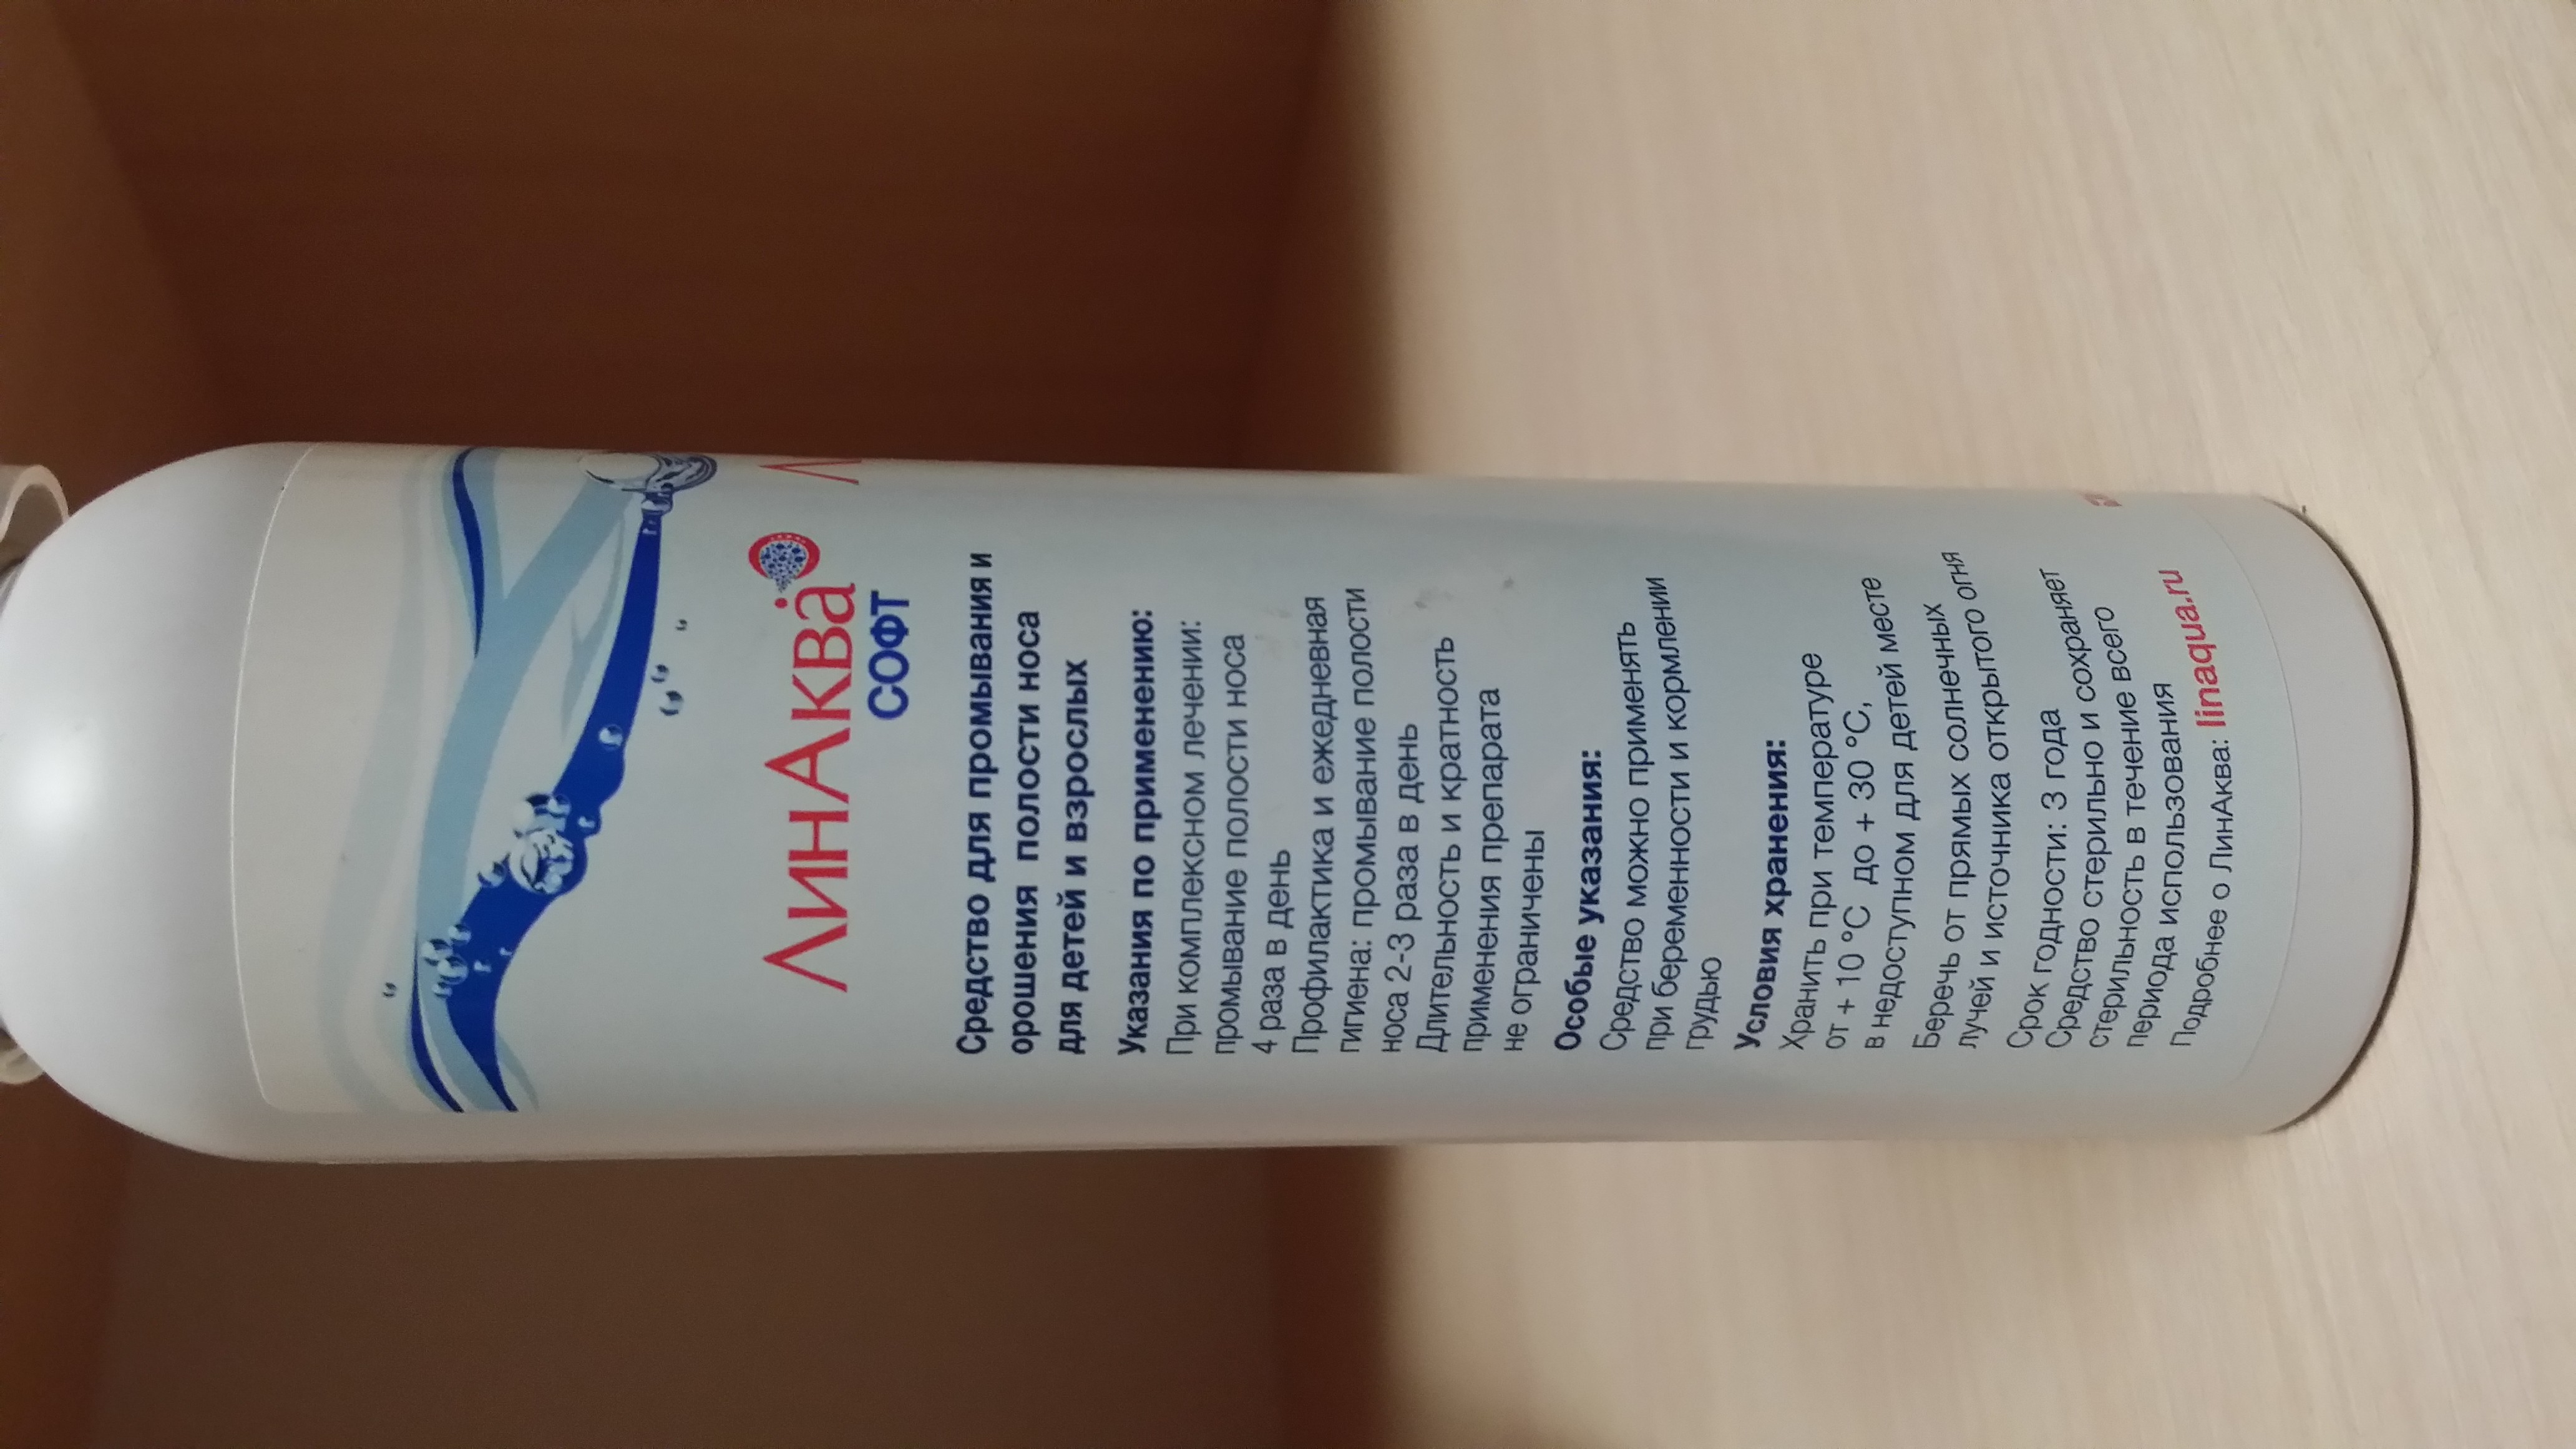 ЛинАква
СОФТ
Средство для промывания и
орошения полости носа
для детей и взрослых
Указания по применению:
При комплексном лечении:
промывание полости носа
4 раза в день
Профилактика и ежедневная
гигиена: промывание полости
носа 2-3 раза в день
Длительность и кратность
применения препарата
не ограничены
Особые указания:
Средство можно применять
при беременности и кормлении
грудью
Условия хранения:
Хранить при температуре
от + 10 °С до + 30 °С,
в недоступном для детей месте
Беречь от прямых солнечных
лучей и источника открытого огня
Срок годности: 3 года
Средство стерильно и сохраняет
стерильность в течение всего
периода использования
Подробнее о ЛинАква: linaqua.ru